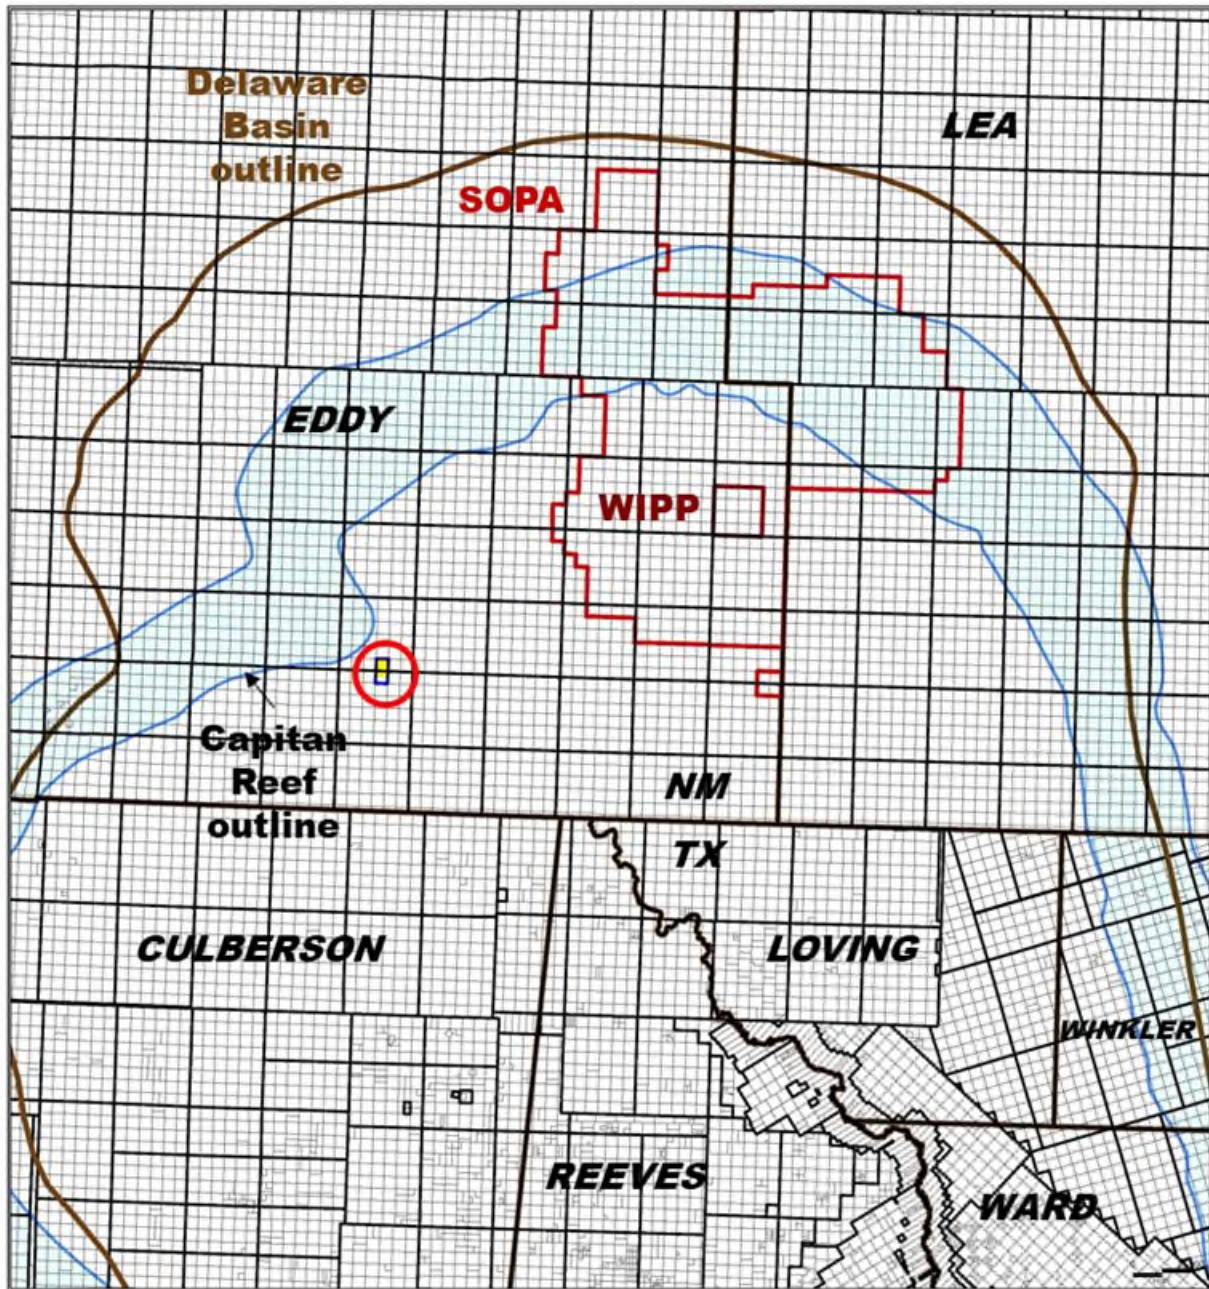 Delaware
Basin
outline
LEA
SOPA
EDDY
WIPP
Capitan
Reef
outline
NM
TX
CULBERSON
LOVING
WINKLER
REEVES
WARD